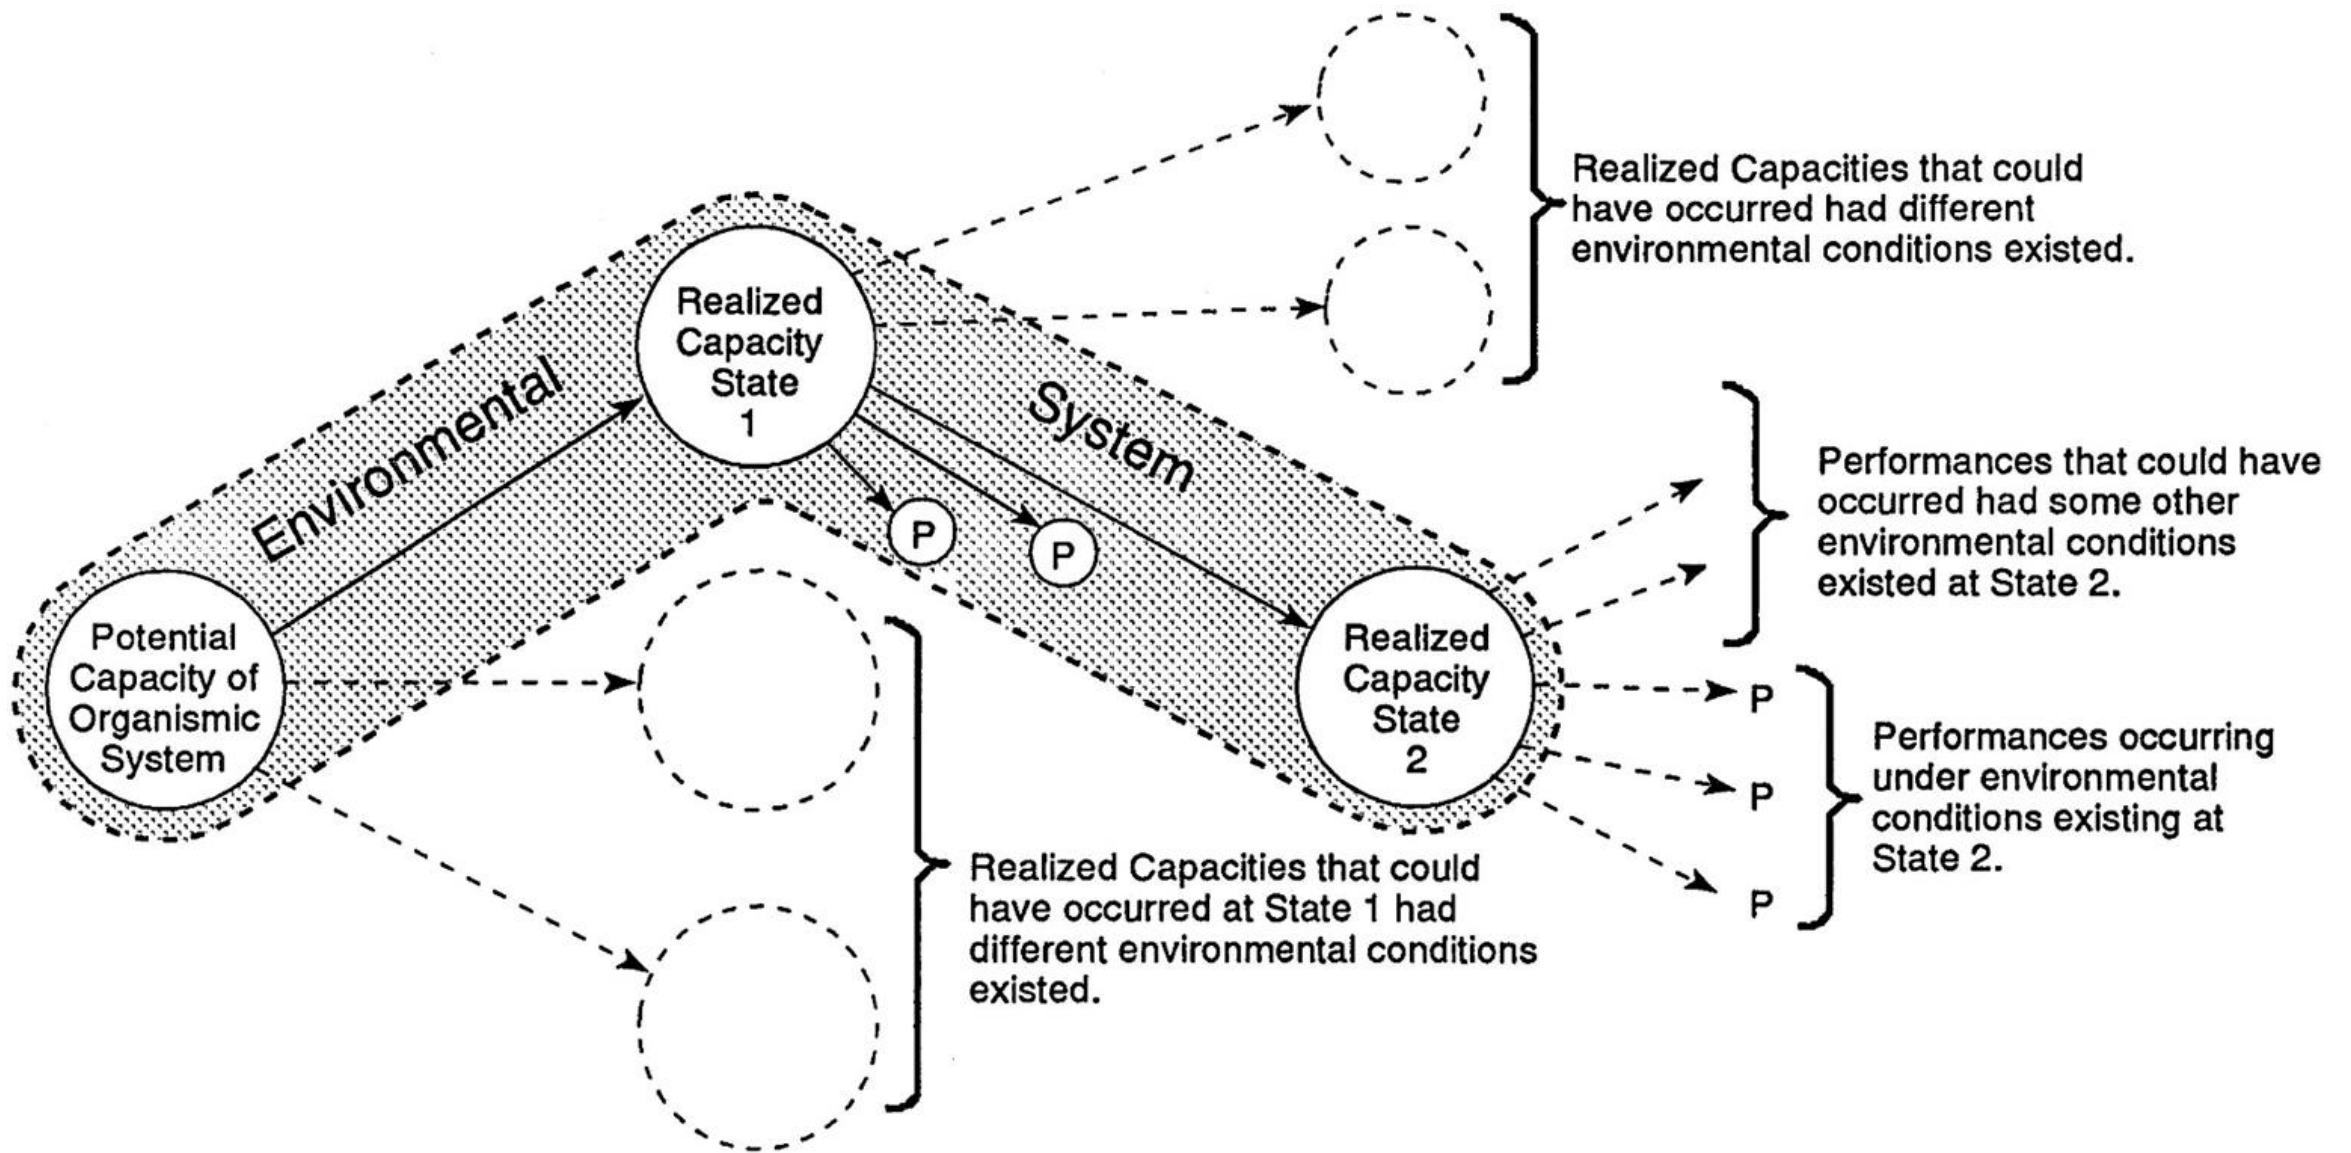 Realized Capacities that could
have occurred had different
environmental conditions existed.
Realized
Capacity
State
1
Environmental
System
P
P
Performances that could have
occurred had some other
environmental conditions
existed at State 2.
Potential
Capacity of
Organismic
System
Realized
Capacity
State
2
P
P
P
Performances occurring
under environmental
conditions existing at
State 2.
Realized Capacities that could
have occurred at State 1 had
different environmental conditions
existed.